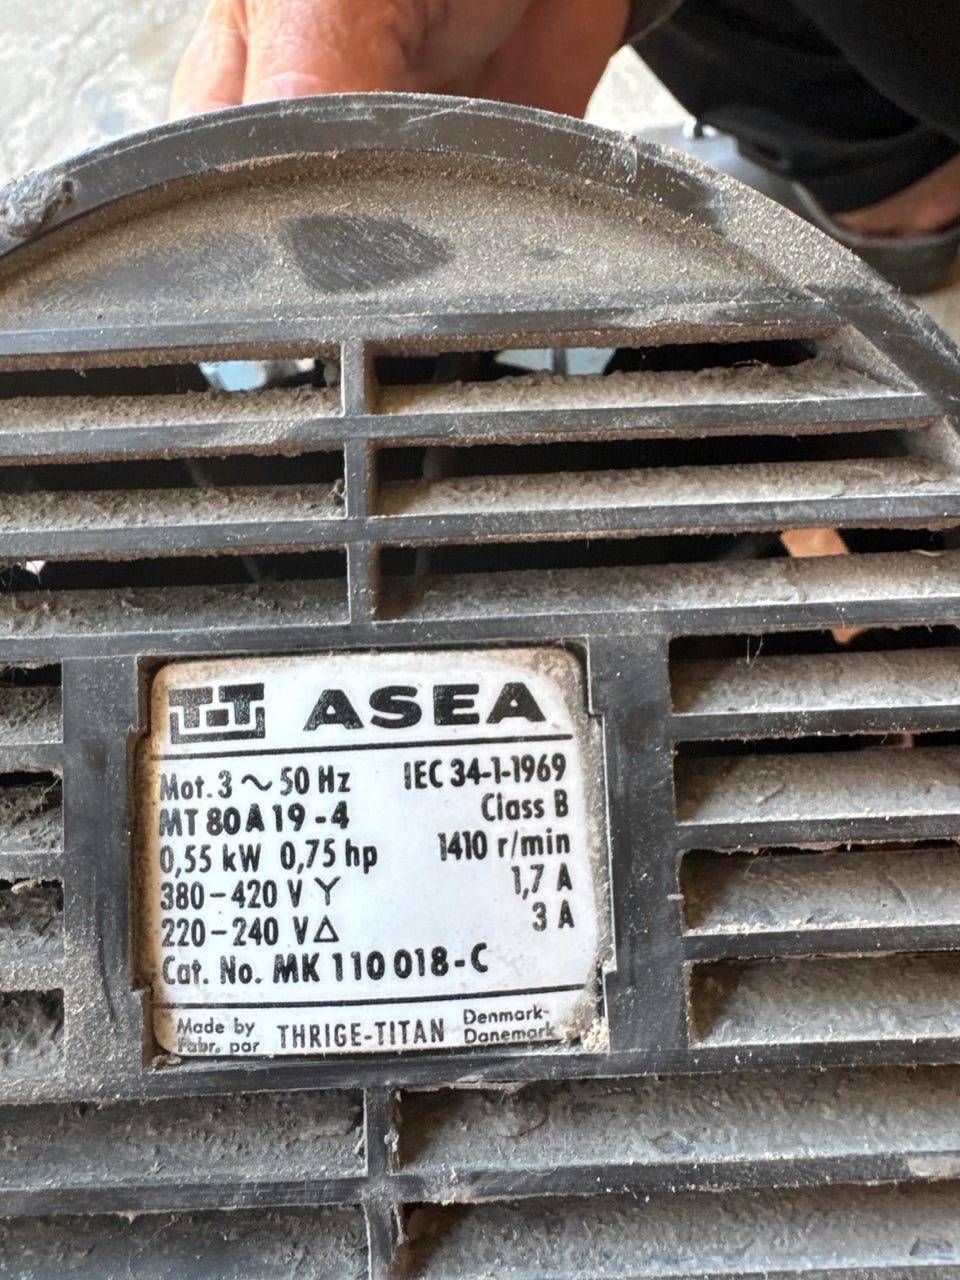 TT ASEA
Mot. 3 ~ 50 Hz IEC 34-1-1969
MT 80 A 19 - 4 Class B
0,55 kW 0,75 hp 1410 r/min
380 - 420 V Y 1,7 A
220 - 240 V Δ 3 A
Cat. No. MK 110 018 - C
Made by THRIGE-TITAN Denmark-
Fabr. par Danemark